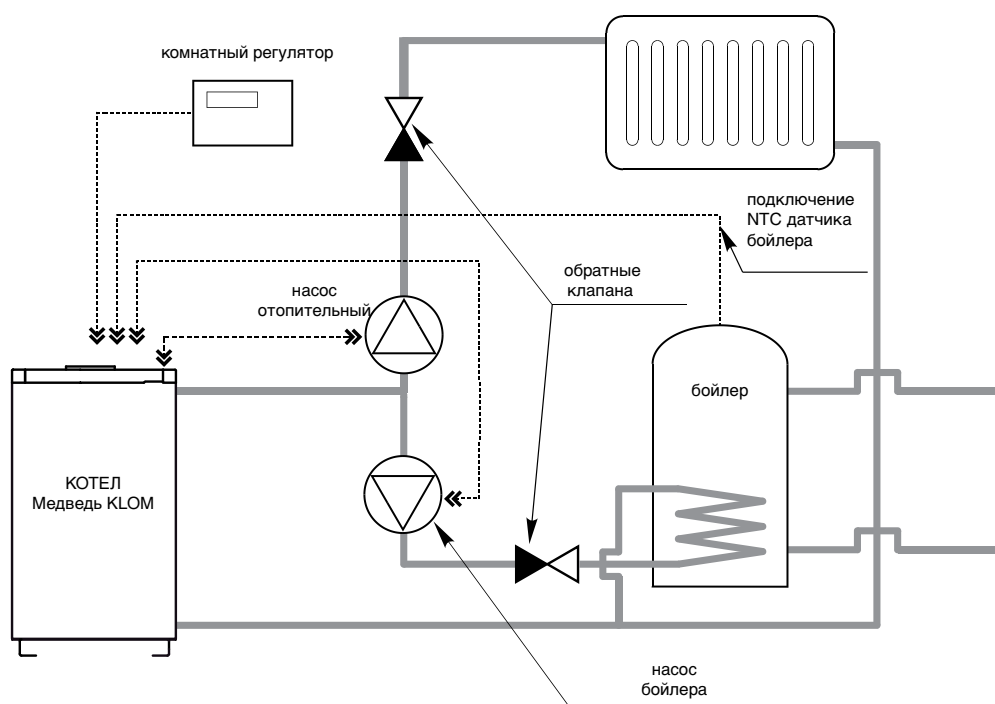 комнатный регулятор
подключение
NTC датчика
бойлера
обратные
клапана
насос
отопительный
бойлер
КОТЕЛ
Медведь KLOM
насос
бойлера